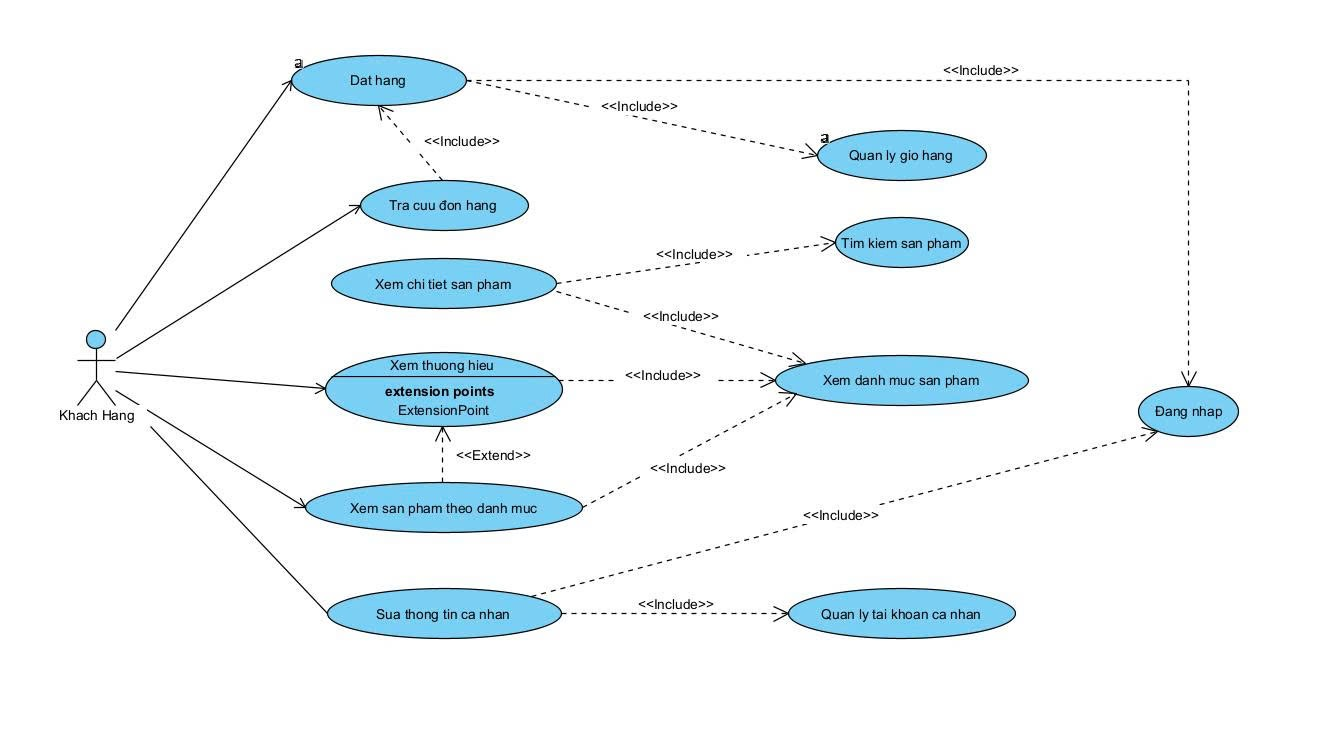 a
Dat hang
<<Include>>
<<Include>>
<<Include>>
a
Quan ly gio hang
Tra cuu đon hang
Tim kiem san pham
<<Include>>
Xem chi tiet san pham
<<Include>>
Xem thuong hieu
extension points
ExtensionPoint
<<Include>>
Xem danh muc san pham
Khach Hang
Đang nhap
<<Extend>>
<<Include>>
Xem san pham theo danh muc
<<Include>>
Sua thong tin ca nhan
<<Include>>
Quan ly tai khoan ca nhan